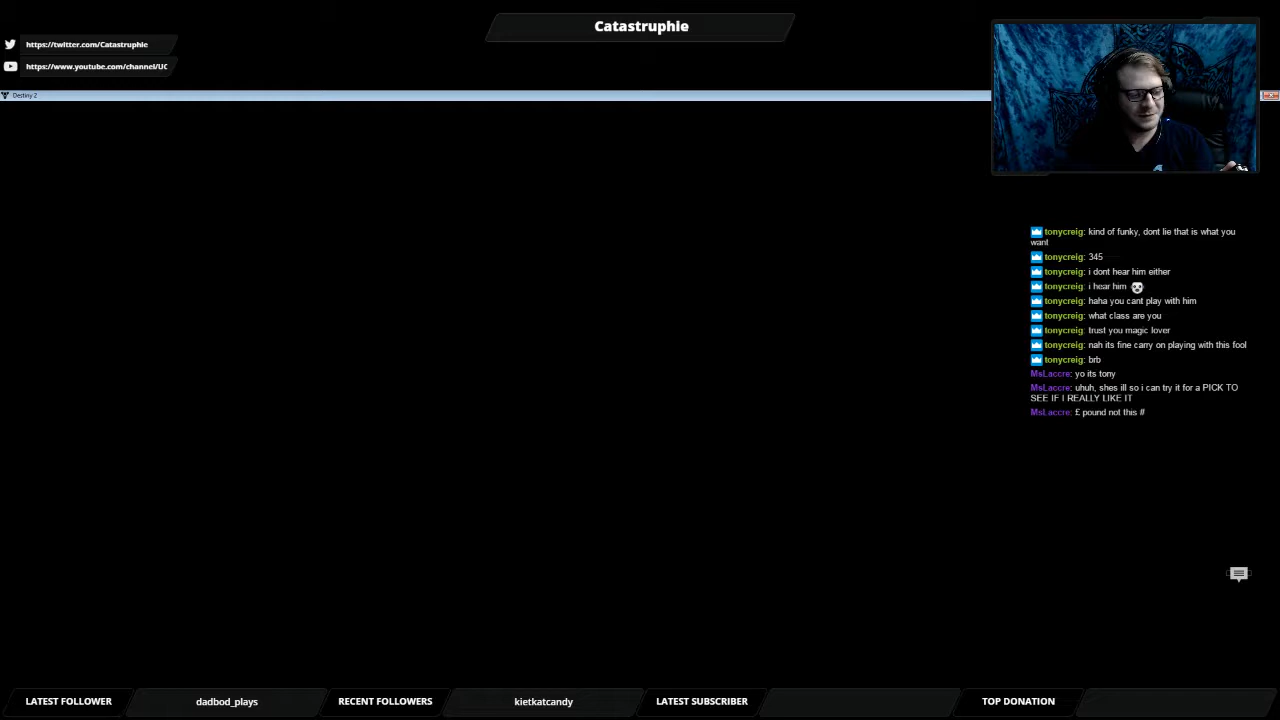 Catastruphle
https://twitter.com/Catastruphle
https://www.youtube.com/channel/UC
Destiny 2
tonycreig: kind of funky, dont lie that is what you
want
tonycreig: 345
tonycreig: i dont hear him either
tonycreig: i hear him
tonycreig: haha you cant play with him
tonycreig: what class are you
tonycreig: trust you magic lover
tonycreig: nah its fine carry on playing with this fool
tonycreig: brb
MsLaccre: yo its tony
MsLaccre: uhuh, shes ill so i can try it for a PICK TO
SEE IF I REALLY LIKE IT
MsLaccre: £ pound not this #
LATEST FOLLOWER
dadbod_plays
RECENT FOLLOWERS
kietkatcandy
LATEST SUBSCRIBER
TOP DONATION